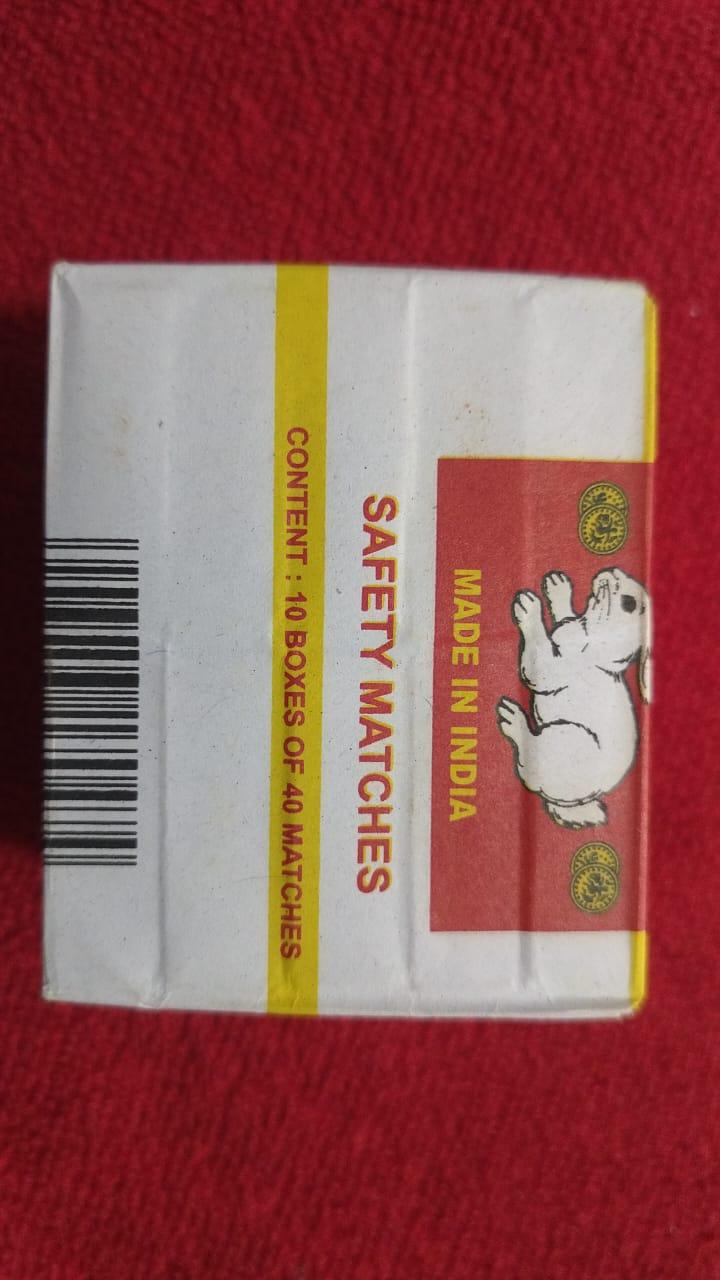 MADE IN INDIA
SAFETY MATCHES
CONTENT : 10 BOXES OF 40 MATCHES